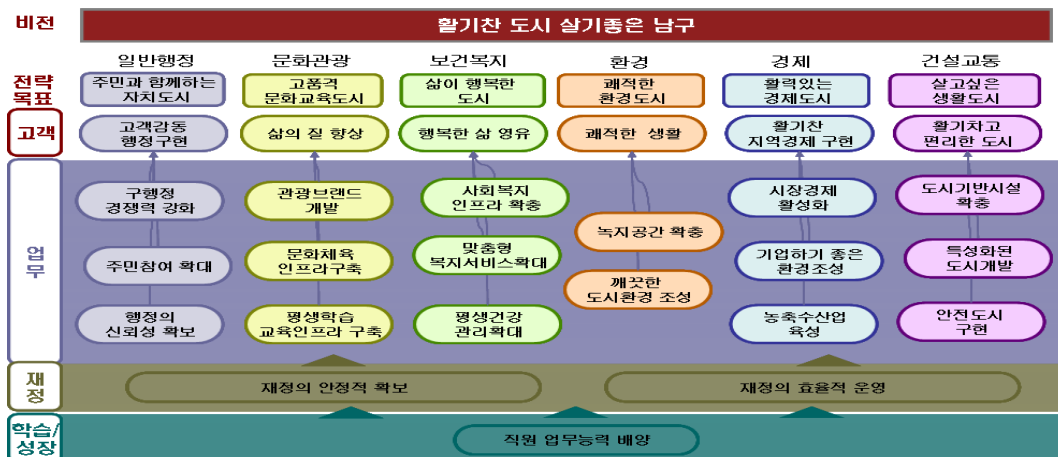 비전
활기찬 도시 살기좋은 남구
일반행정
문화관광
보건복지
환경
경제
건설교통
전략
목표
주민과 함께하는
자치도시
고품격
문화교육도시
삶이 행복한
도시
쾌적한
환경도시
활력있는
경제도시
살고싶은
생활도시
고객
고객감동
행정구현
삶의 질 향상
행복한 삶 영유
쾌적한 생활
활기찬
지역경제 구현
활기차고
편리한 도시
업무
구행정
경쟁력 강화
관광브랜드
개발
사회복지
인프라 확충
녹지공간 확충
시장경제
활성화
도시기반시설
확충
주민참여 확대
문화체육
인프라구축
맞춤형
복지서비스확대
깨끗한
도시환경 조성
기업하기 좋은
환경조성
특성화된
도시개발
행정의
신뢰성 확보
평생학습
교육인프라 구축
평생건강
관리확대
농축수산업
육성
안전도시
구현
재정
재정의 안정적 확보
재정의 효율적 운영
학습/
성장
직원 업무능력 배양